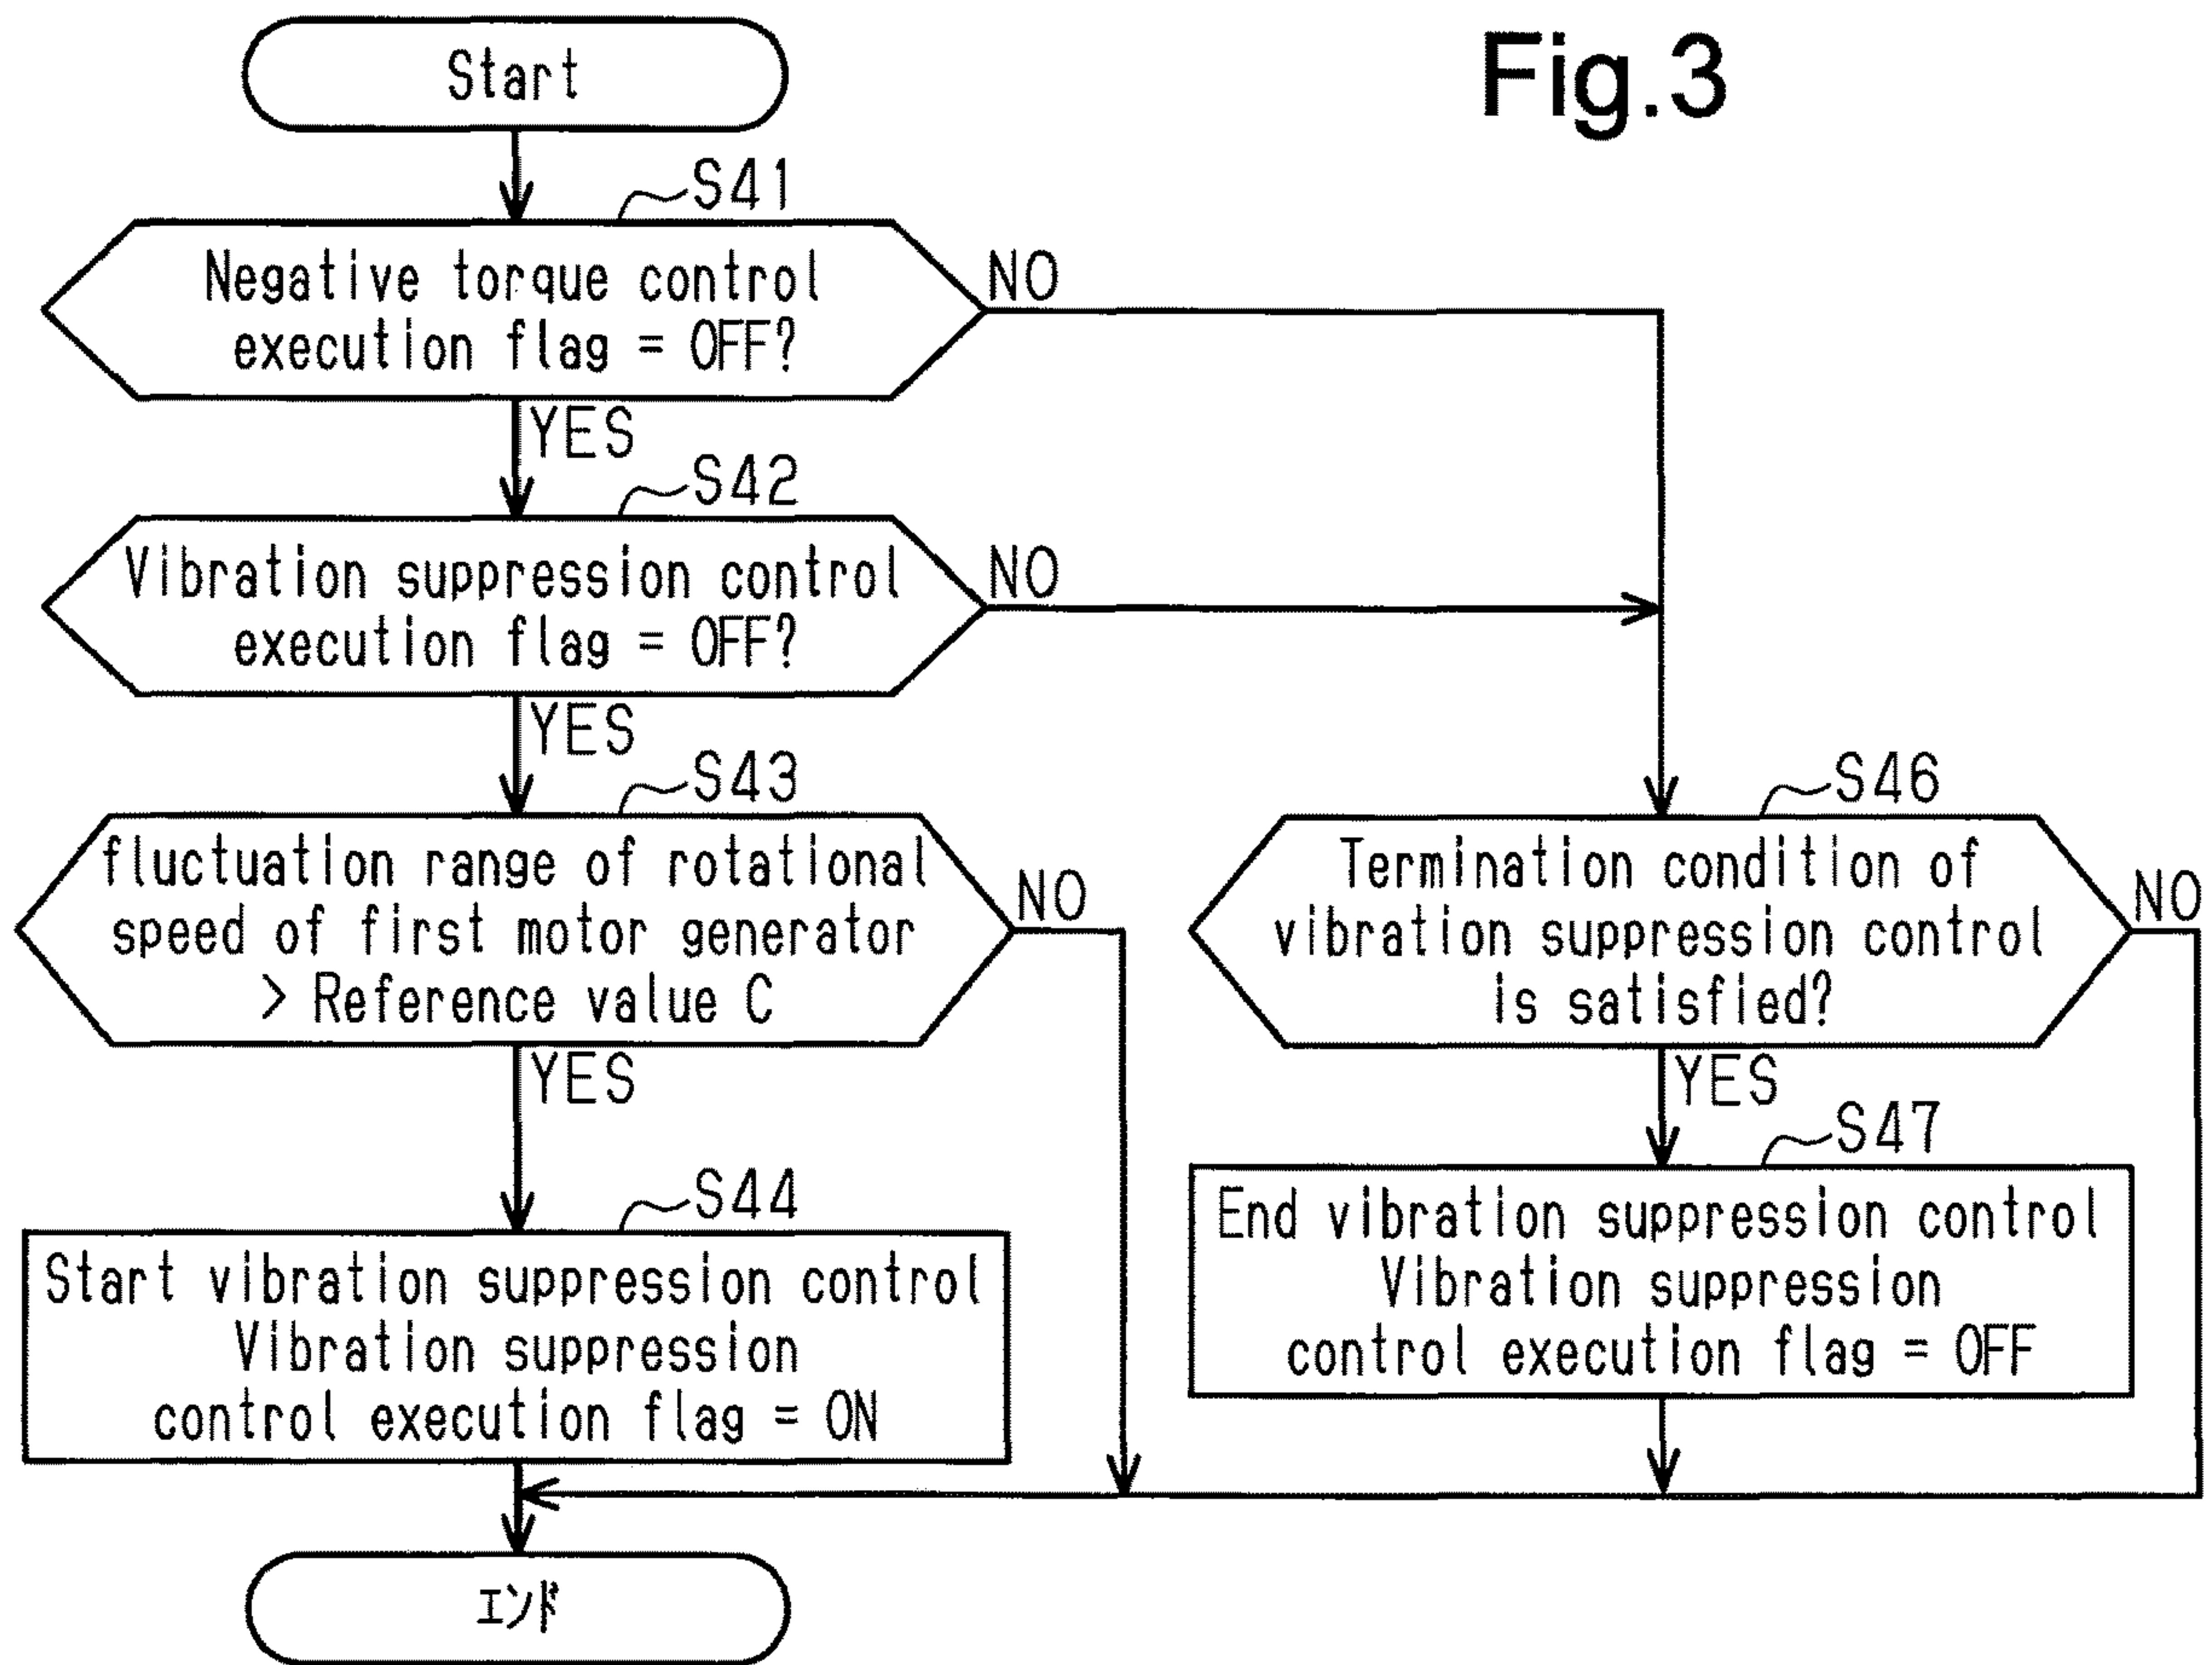 Fig.3
Start
S41
Negative torque control
execution flag = OFF?
NO
YES
S42
Vibration suppression control
execution flag = OFF?
NO
YES
S43
fluctuation range of rotational
speed of first motor generator
> Reference value C
NO
YES
S44
Start vibration suppression control
Vibration suppression
control execution flag = ON
S46
Termination condition of
vibration suppression control
is satisfied?
NO
YES
S47
End vibration suppression control
Vibration suppression
control execution flag = OFF
エンド